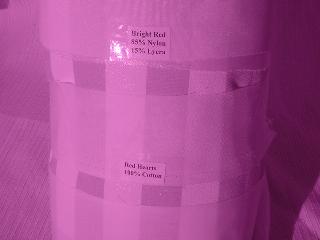 Bright Red
85% Nylon
15% Lycra
Red Hearts
100% Cotton